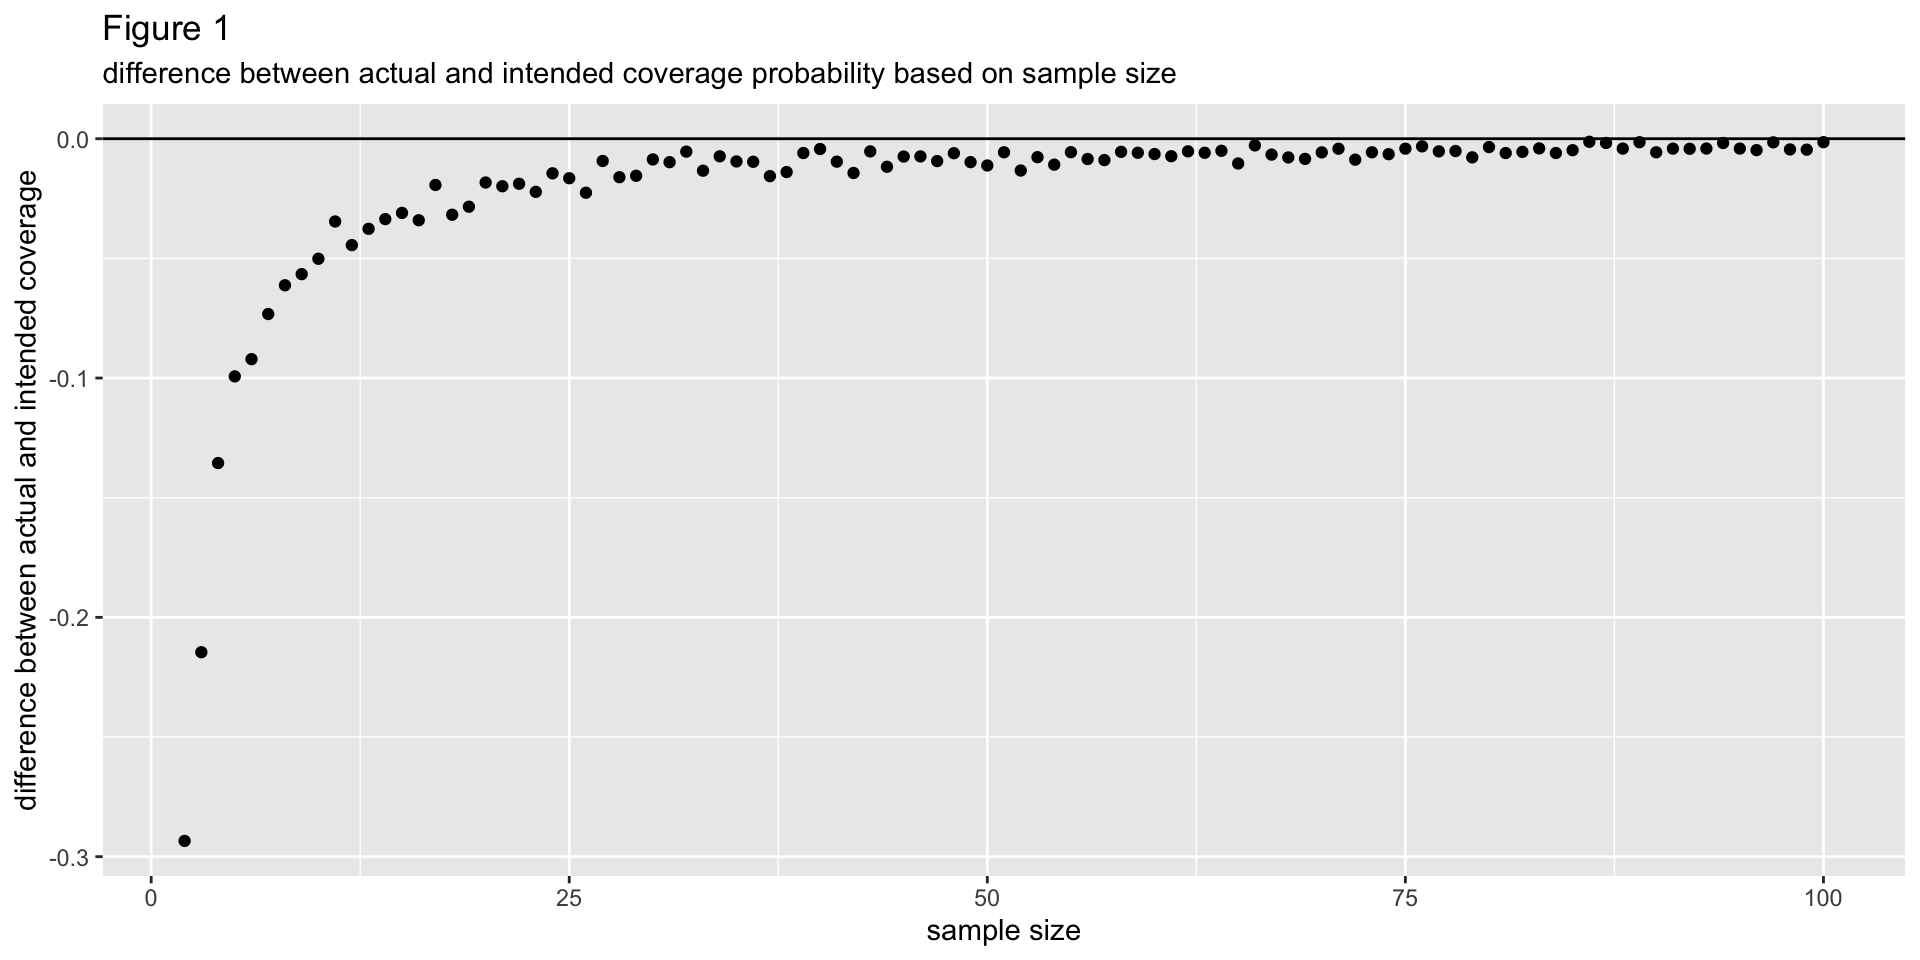 Figure 1
difference between actual and intended coverage probability based on sample size
difference between actual and intended coverage
0.0
-0.1
-0.2
-0.3
0
25
50
75
100
sample size